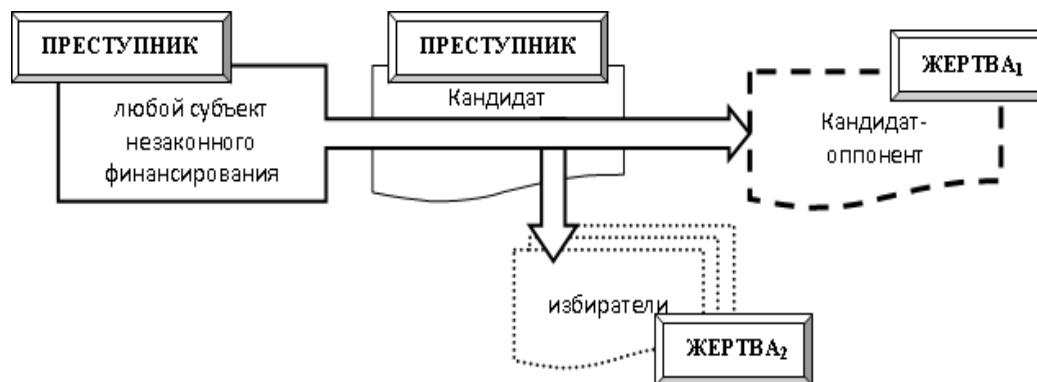 ПРЕСТУПНИК
любой субъект
незаконного
финансирования
ПРЕСТУПНИК
Кандидат
ЖЕРТВА₁
Кандидат-
оппонент
избиратели
ЖЕРТВА₂